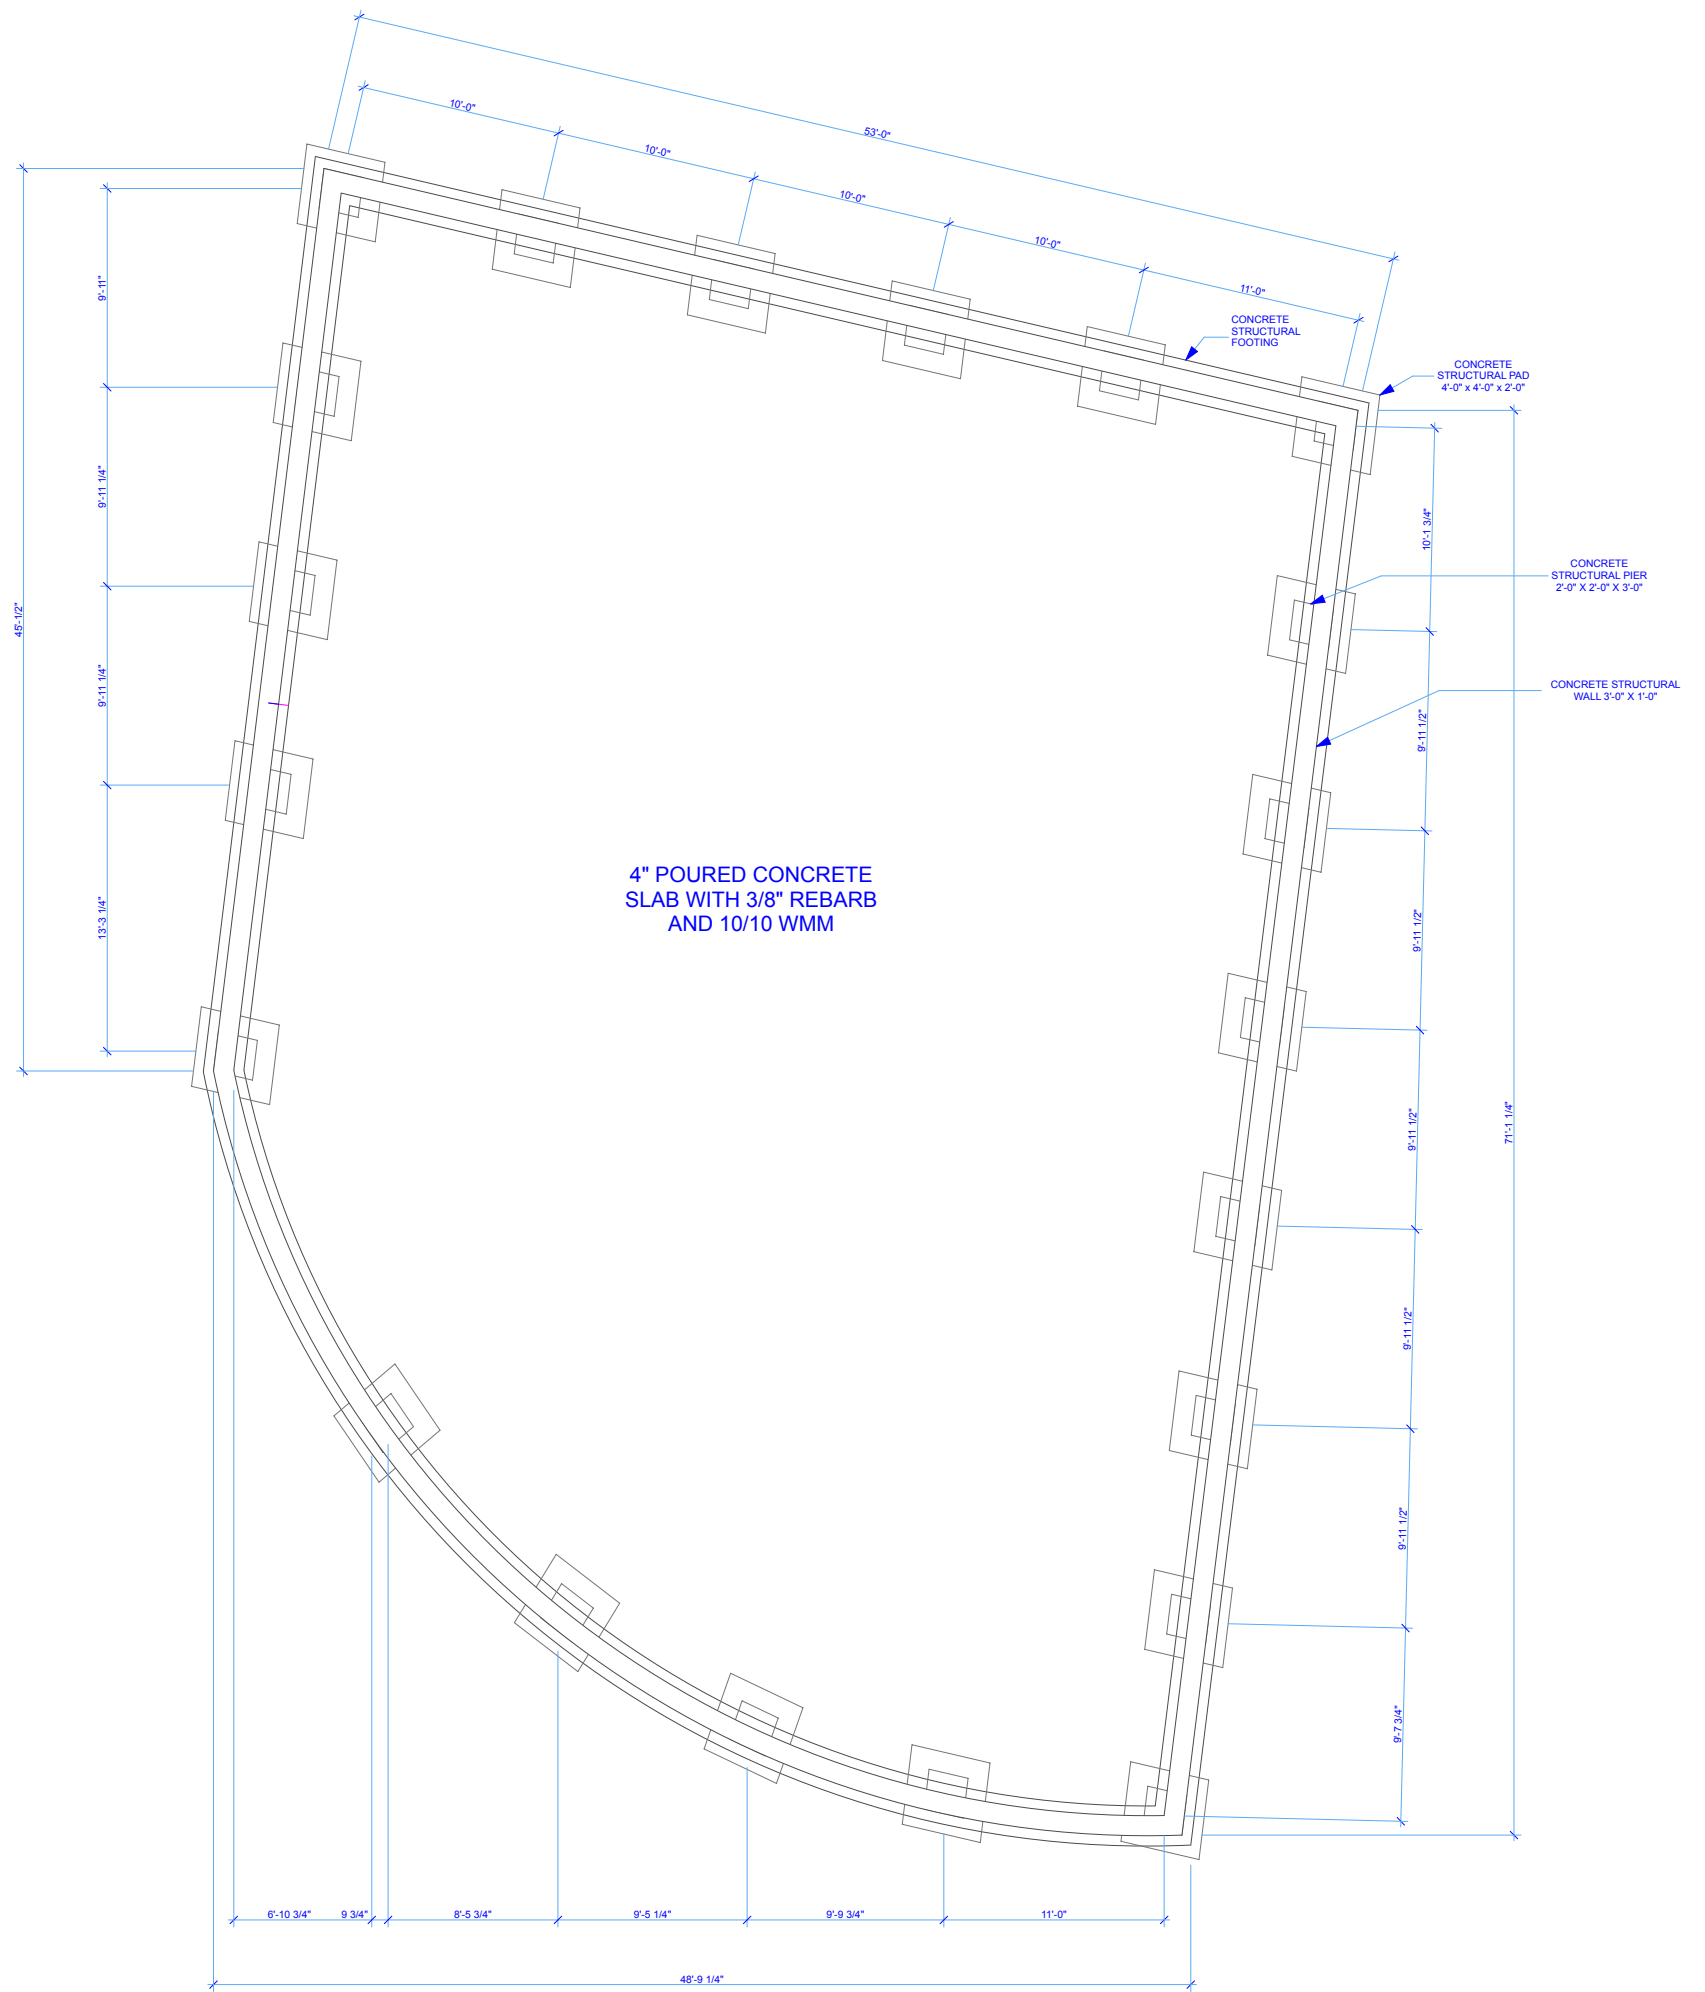 53'-0"
10'-0"
10'-0"
10'-0"
10'-0"
11'-0"
CONCRETE
STRUCTURAL
FOOTING
CONCRETE
STRUCTURAL PAD
4'-0" x 4'-0" x 2'-0"
CONCRETE
STRUCTURAL PIER
2'-0" X 2'-0" X 3'-0"
CONCRETE STRUCTURAL
WALL 3'-0" X 1'-0"
45'-1/2"
9'-11"
9'-11 1/4"
9'-11 1/4"
13'-3 1/4"
4" POURED CONCRETE
SLAB WITH 3/8" REBARB
AND 10/10 WMM
10'-1 3/4"
9'-11 1/2"
9'-11 1/2"
9'-11 1/2"
9'-11 1/2"
9'-11 1/2"
9'-7 3/4"
71'-1 1/4"
6'-10 3/4"
9 3/4"
8'-5 3/4"
9'-5 1/4"
9'-9 3/4"
11'-0"
48'-9 1/4"